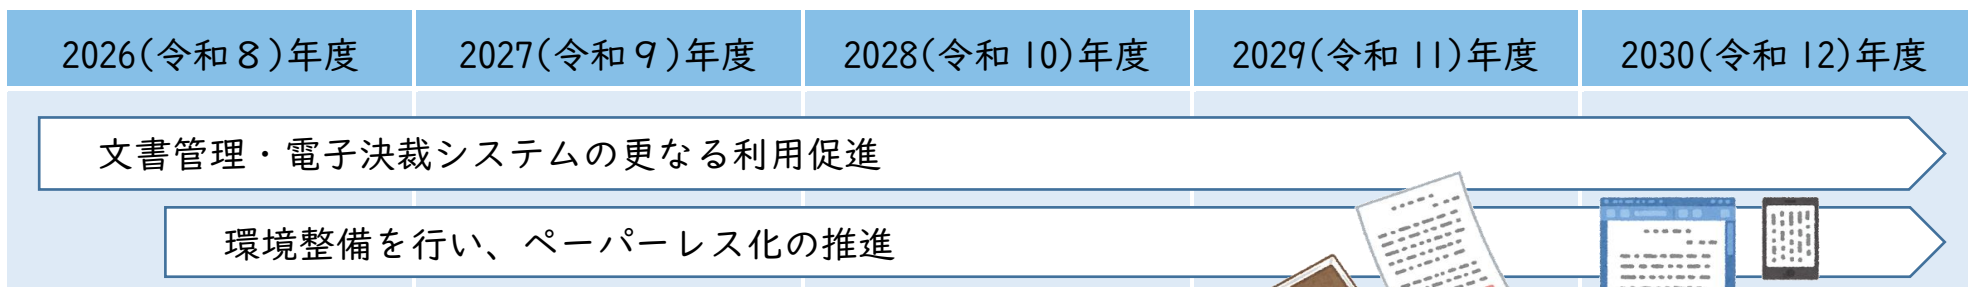 2026(令和８)年度
2027(令和９)年度
2028(令和 10)年度
2029(令和 11)年度
2030(令和 12)年度
文書管理・電子決裁システムの更なる利用促進
環境整備を行い、ペーパーレス化の推進